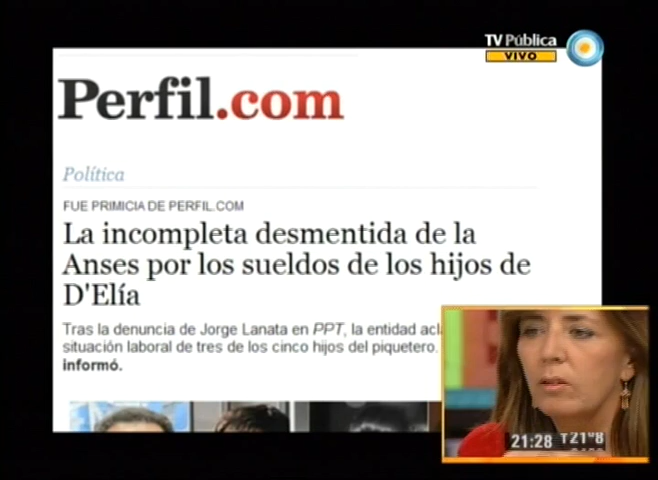 TV Pública
VIVO
Perfil.com
Política
FUE PRIMICIA DE PERFIL.COM
La incompleta desmentida de la
Anses por los sueldos de los hijos de
D'Elía
Tras la denuncia de Jorge Lanata en PPT, la entidad
situación laboral de tres de los cinco hijos del piquetero.
informó.
21:28 T21º8